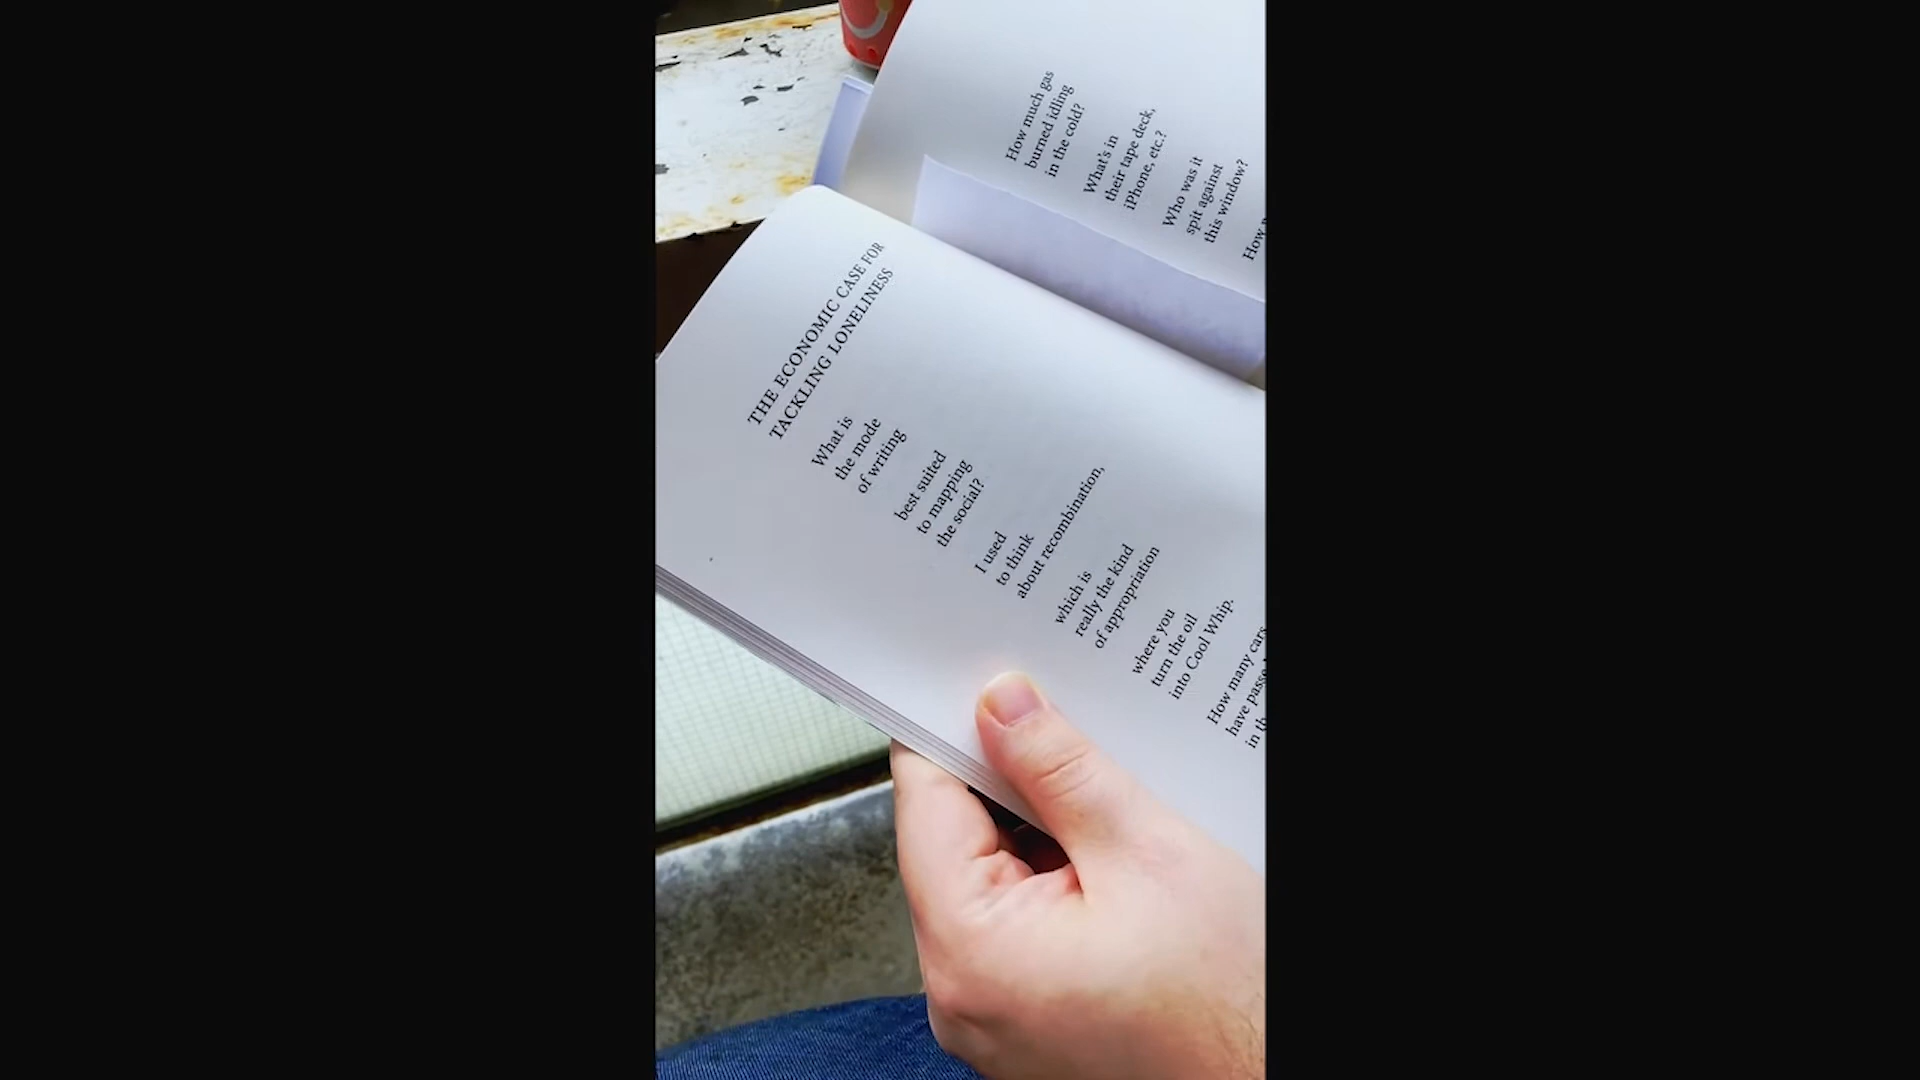 THE ECONOMIC CASE FOR
TACKLING LONELINESS
What is
the mode
of writing
best suited
to mapping
the social?
I used
to think
about recombination,
which is
really the kind
of appropriation
where you
turn the oil
into Cool Whip.
How many cars
have
in
How much gas
burned idling
in the cold?
What's in
their tape deck,
iPhone, etc.?
Who was it
spit against
this window?
How